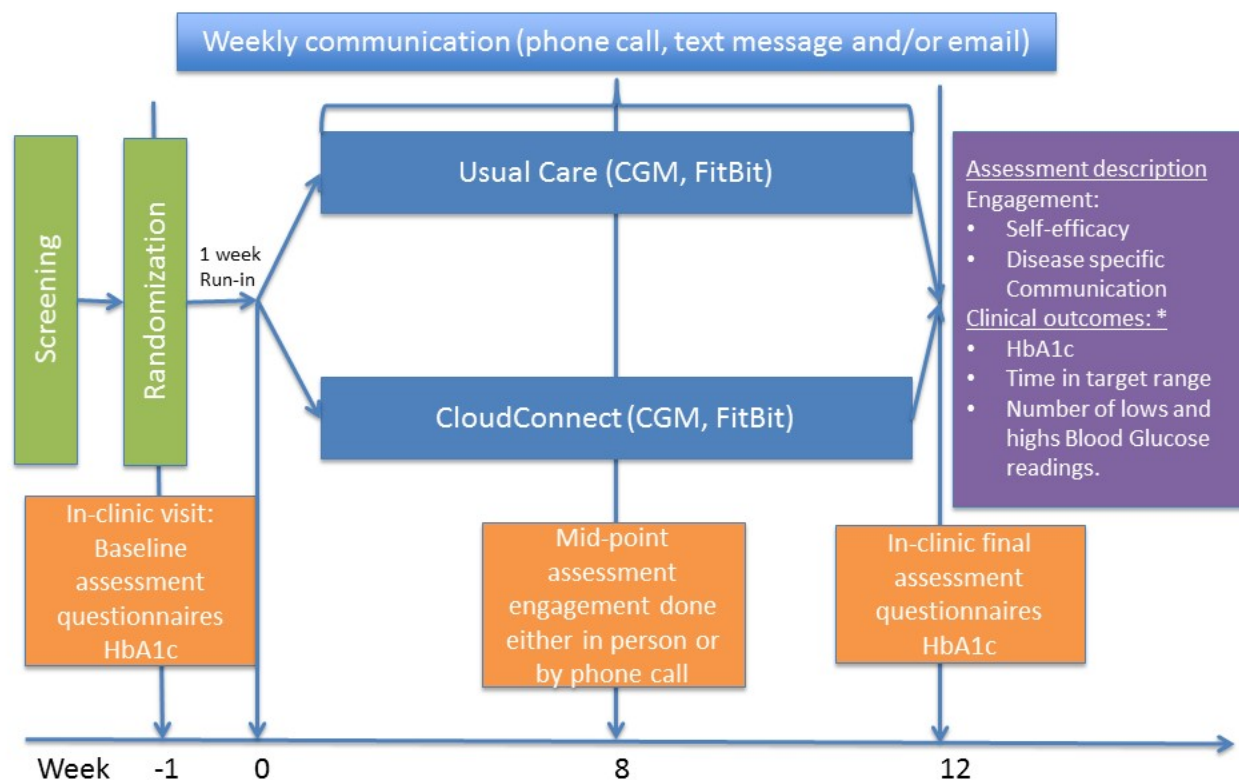 Weekly communication (phone call, text message and/or email)
Screening
Randomization
1 week
Run-in
Usual Care (CGM, FitBit)
CloudConnect (CGM, FitBit)
Assessment description
Engagement:
• Self-efficacy
• Disease specific
Communication
Clinical outcomes: *
• HbA1c
• Time in target range
• Number of lows and
highs Blood Glucose
readings.
In-clinic visit:
Baseline
assessment
questionnaires
HbA1c
Mid-point
assessment
engagement done
either in person or
by phone call
In-clinic final
assessment
questionnaires
HbA1c
Week -1 0 8 12